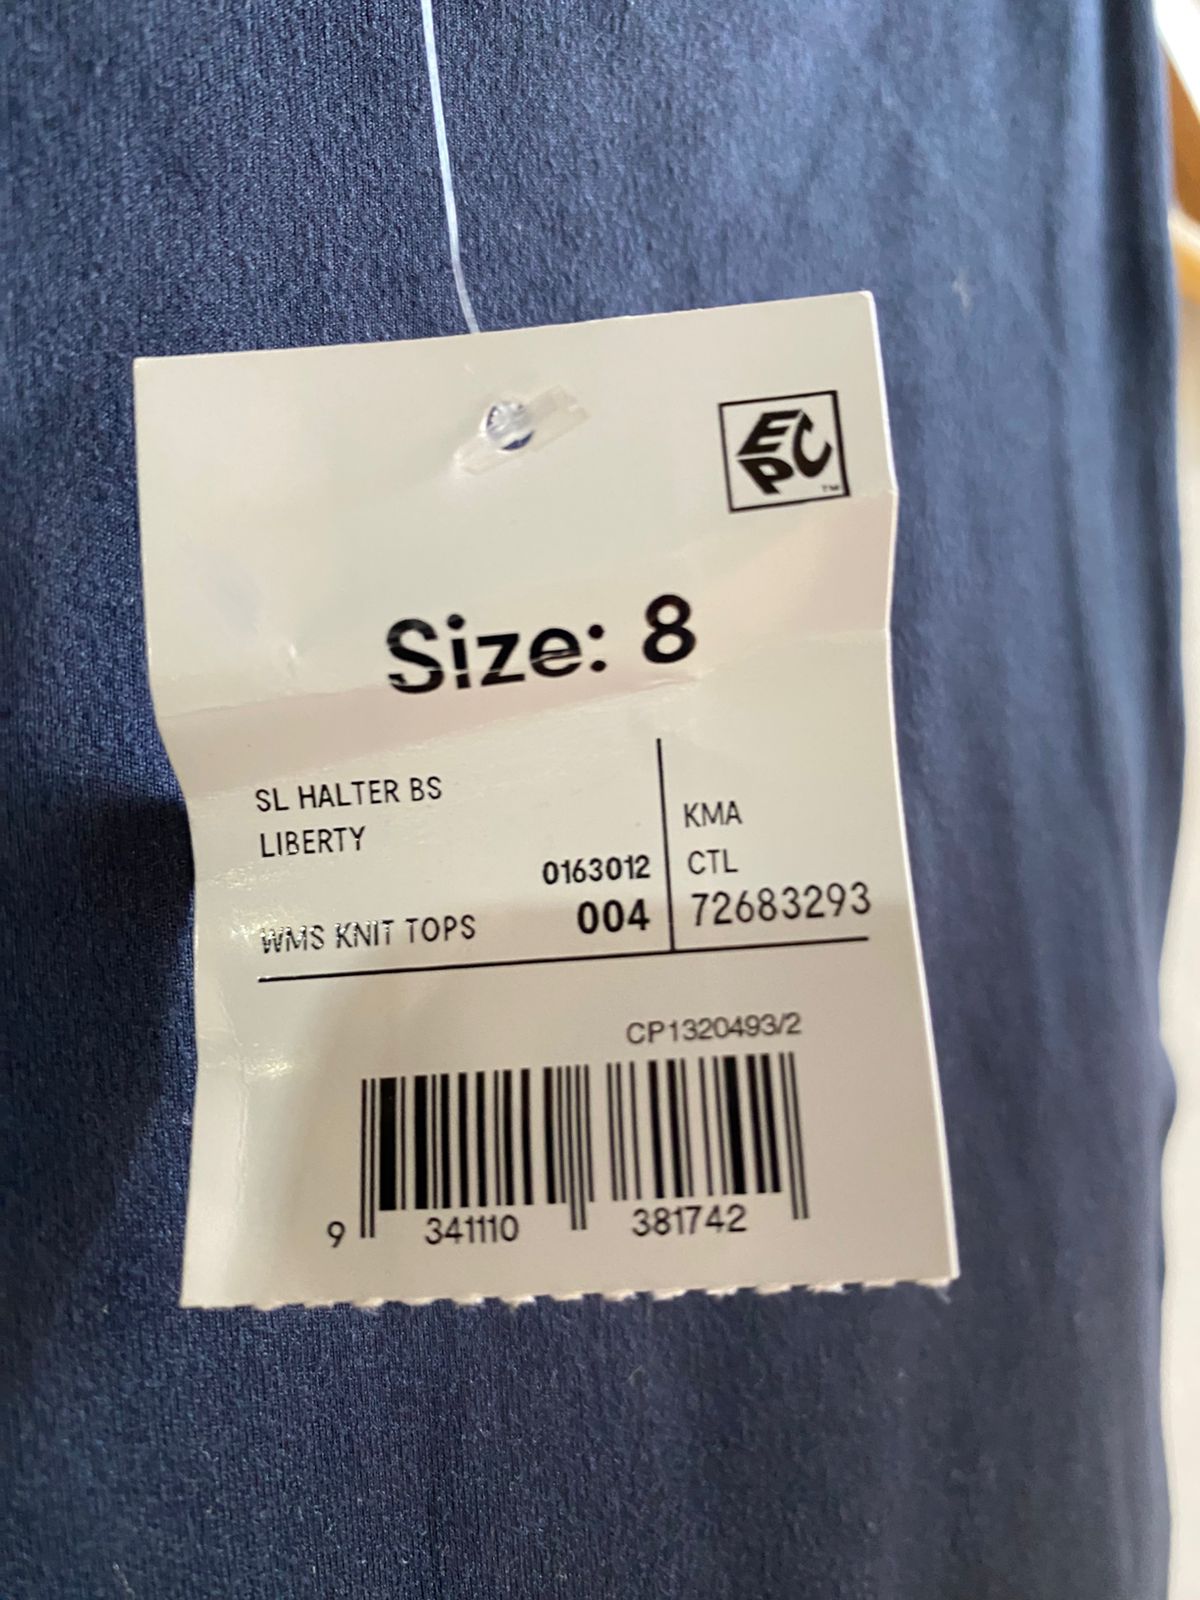 EPC™
Size: 8
SL HALTER BS
LIBERTY
0163012
WMS KNIT TOPS 004
KMA
CTL
72683293
CP1320493/2
9 341110 381742